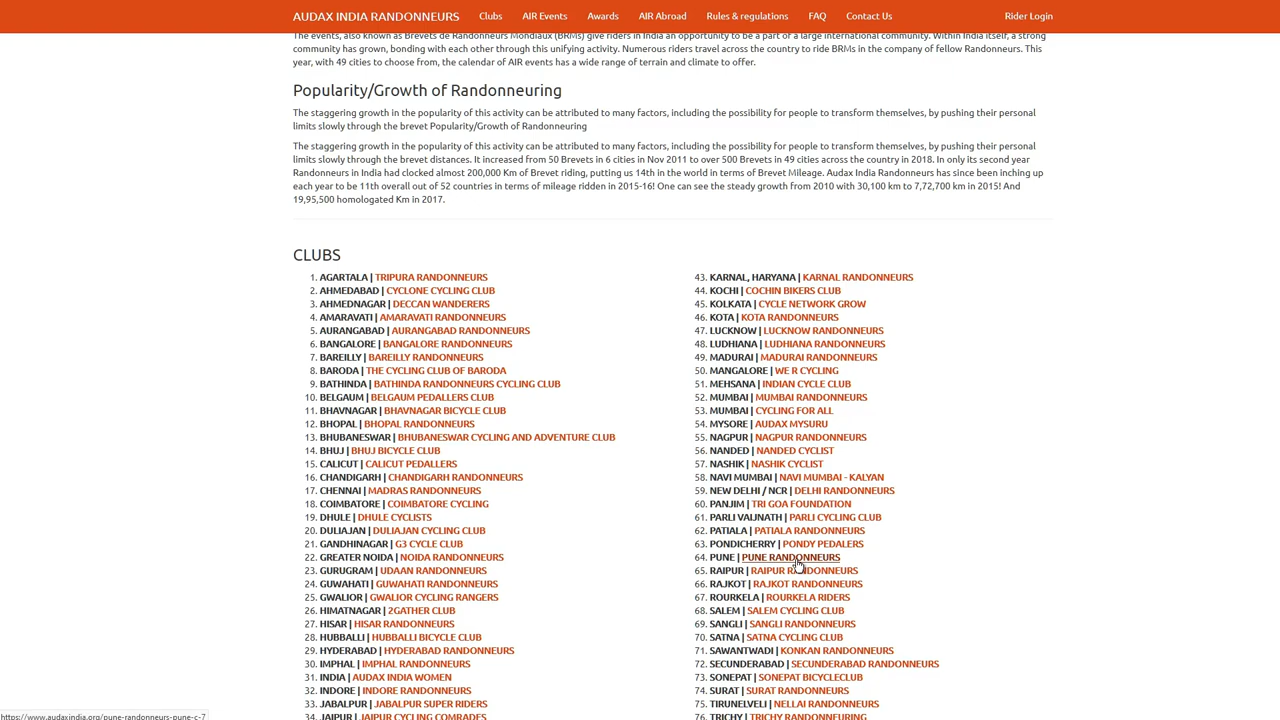 AUDAX INDIA RANDONNEURS Clubs AIR Events Awards AIR Abroad Rules & regulations FAQ Contact Us Rider Login
The events, also known as Brevets de Randonneurs Mondiaux (BRMs) give riders in India an opportunity to be a part of a large international community. Within India itself, a strong
community has grown, bonding with each other through this unifying activity. Numerous riders travel across the country to ride BRMs in the company of fellow Randonneurs. This
year, with 49 cities to choose from, the calendar of AIR events has a wide range of terrain and climate to offer.
Popularity/Growth of Randonneuring
The staggering growth in the popularity of this activity can be attributed to many factors, including the possibility for people to transform themselves, by pushing their personal
limits slowly through the brevet Popularity/Growth of Randonneuring
The staggering growth in the popularity of this activity can be attributed to many factors, including the possibility for people to transform themselves, by pushing their personal
limits slowly through the brevet distances. It increased from 50 Brevets in 6 cities in Nov 2011 to over 500 Brevets in 49 cities across the country in 2018. In only its second year
Randonneurs in India had clocked almost 200,000 Km of Brevet riding, putting us 14th in the world in terms of Brevet Mileage. Audax India Randonneurs has since been inching up
each year to be 11th overall out of 52 countries in terms of mileage ridden in 2015-16! One can see the steady growth from 2010 with 30,100 km to 7,72,700 km in 2015! And
19,95,500 homologated Km in 2017.
CLUBS
1. AGARTALA | TRIPURA RANDONNEURS
2. AHMEDABAD | CYCLONE CYCLING CLUB
3. AHMEDNAGAR | DECCAN WANDERERS
4. AMARAVATI | AMARAVATI RANDONNEURS
5. AURANGABAD | AURANGABAD RANDONNEURS
6. BANGALORE | BANGALORE RANDONNEURS
7. BAREILLY | BAREILLY RANDONNEURS
8. BARODA | THE CYCLING CLUB OF BARODA
9. BATHINDA | BATHINDA RANDONNEURS CYCLING CLUB
10. BELGAUM | BELGAUM PEDALLERS CLUB
11. BHAVNAGAR | BHAVNAGAR BICYCLE CLUB
12. BHOPAL | BHOPAL RANDONNEURS
13. BHUBANESWAR | BHUBANESWAR CYCLING AND ADVENTURE CLUB
14. BHUJ | BHUJ BICYCLE CLUB
15. CALICUT | CALICUT PEDALLERS
16. CHANDIGARH | CHANDIGARH RANDONNEURS
17. CHENNAI | MADRAS RANDONNEURS
18. COIMBATORE | COIMBATORE CYCLING
19. DHULE | DHULE CYCLISTS
20. DULIAJAN | DULIAJAN CYCLING CLUB
21. GANDHINAGAR | G3 CYCLE CLUB
22. GREATER NOIDA | NOIDA RANDONNEURS
23. GURUGRAM | UDAAN RANDONNEURS
24. GUWAHATI | GUWAHATI RANDONNEURS
25. GWALIOR | GWALIOR CYCLING RANGERS
26. HIMATNAGAR | 2GATHER CLUB
27. HISAR | HISAR RANDONNEURS
28. HUBBALLI | HUBBALLI BICYCLE CLUB
29. HYDERABAD | HYDERABAD RANDONNEURS
30. IMPHAL | IMPHAL RANDONNEURS
31. INDIA | AUDAX INDIA WOMEN
32. INDORE | INDORE RANDONNEURS
33. JABALPUR | JABALPUR SUPER RIDERS
34. JAIPUR | JAIPUR CYCLING COMRADES
43. KARNAL, HARYANA | KARNAL RANDONNEURS
44. KOCHI | COCHIN BIKERS CLUB
45. KOLKATA | CYCLE NETWORK GROW
46. KOTA | KOTA RANDONNEURS
47. LUCKNOW | LUCKNOW RANDONNEURS
48. LUDHIANA | LUDHIANA RANDONNEURS
49. MADURAI | MADURAI RANDONNEURS
50. MANGALORE | WE R CYCLING
51. MEHSANA | INDIAN CYCLE CLUB
52. MUMBAI | MUMBAI RANDONNEURS
53. MUMBAI | CYCLING FOR ALL
54. MYSORE | AUDAX MYSURU
55. NAGPUR | NAGPUR RANDONNEURS
56. NANDED | NANDED CYCLIST
57. NASHIK | NASHIK CYCLIST
58. NAVI MUMBAI | NAVI MUMBAI - KALYAN
59. NEW DELHI / NCR | DELHI RANDONNEURS
60. PANJIM | TRI GOA FOUNDATION
61. PARLI VAIJNATH | PARLI CYCLING CLUB
62. PATIALA | PATIALA RANDONNEURS
63. PONDICHERRY | PONDY PEDALERS
64. PUNE | PUNE RANDONNEURS
65. RAIPUR | RAIPUR RANDONNEURS
66. RAJKOT | RAJKOT RANDONNEURS
67. ROURKELA | ROURKELA RIDERS
68. SALEM | SALEM CYCLING CLUB
69. SANGLI | SANGLI RANDONNEURS
70. SATNA | SATNA CYCLING CLUB
71. SAWANTWADI | KONKAN RANDONNEURS
72. SECUNDERABAD | SECUNDERABAD RANDONNEURS
73. SONEPAT | SONEPAT BICYCLECLUB
74. SURAT | SURAT RANDONNEURS
75. TIRUNELVELI | NELLAI RANDONNEURS
76. TRICHY | TRICHY RANDONNEURING
https://www.audaxindia.org/pune-randonneurs-pune-c-7